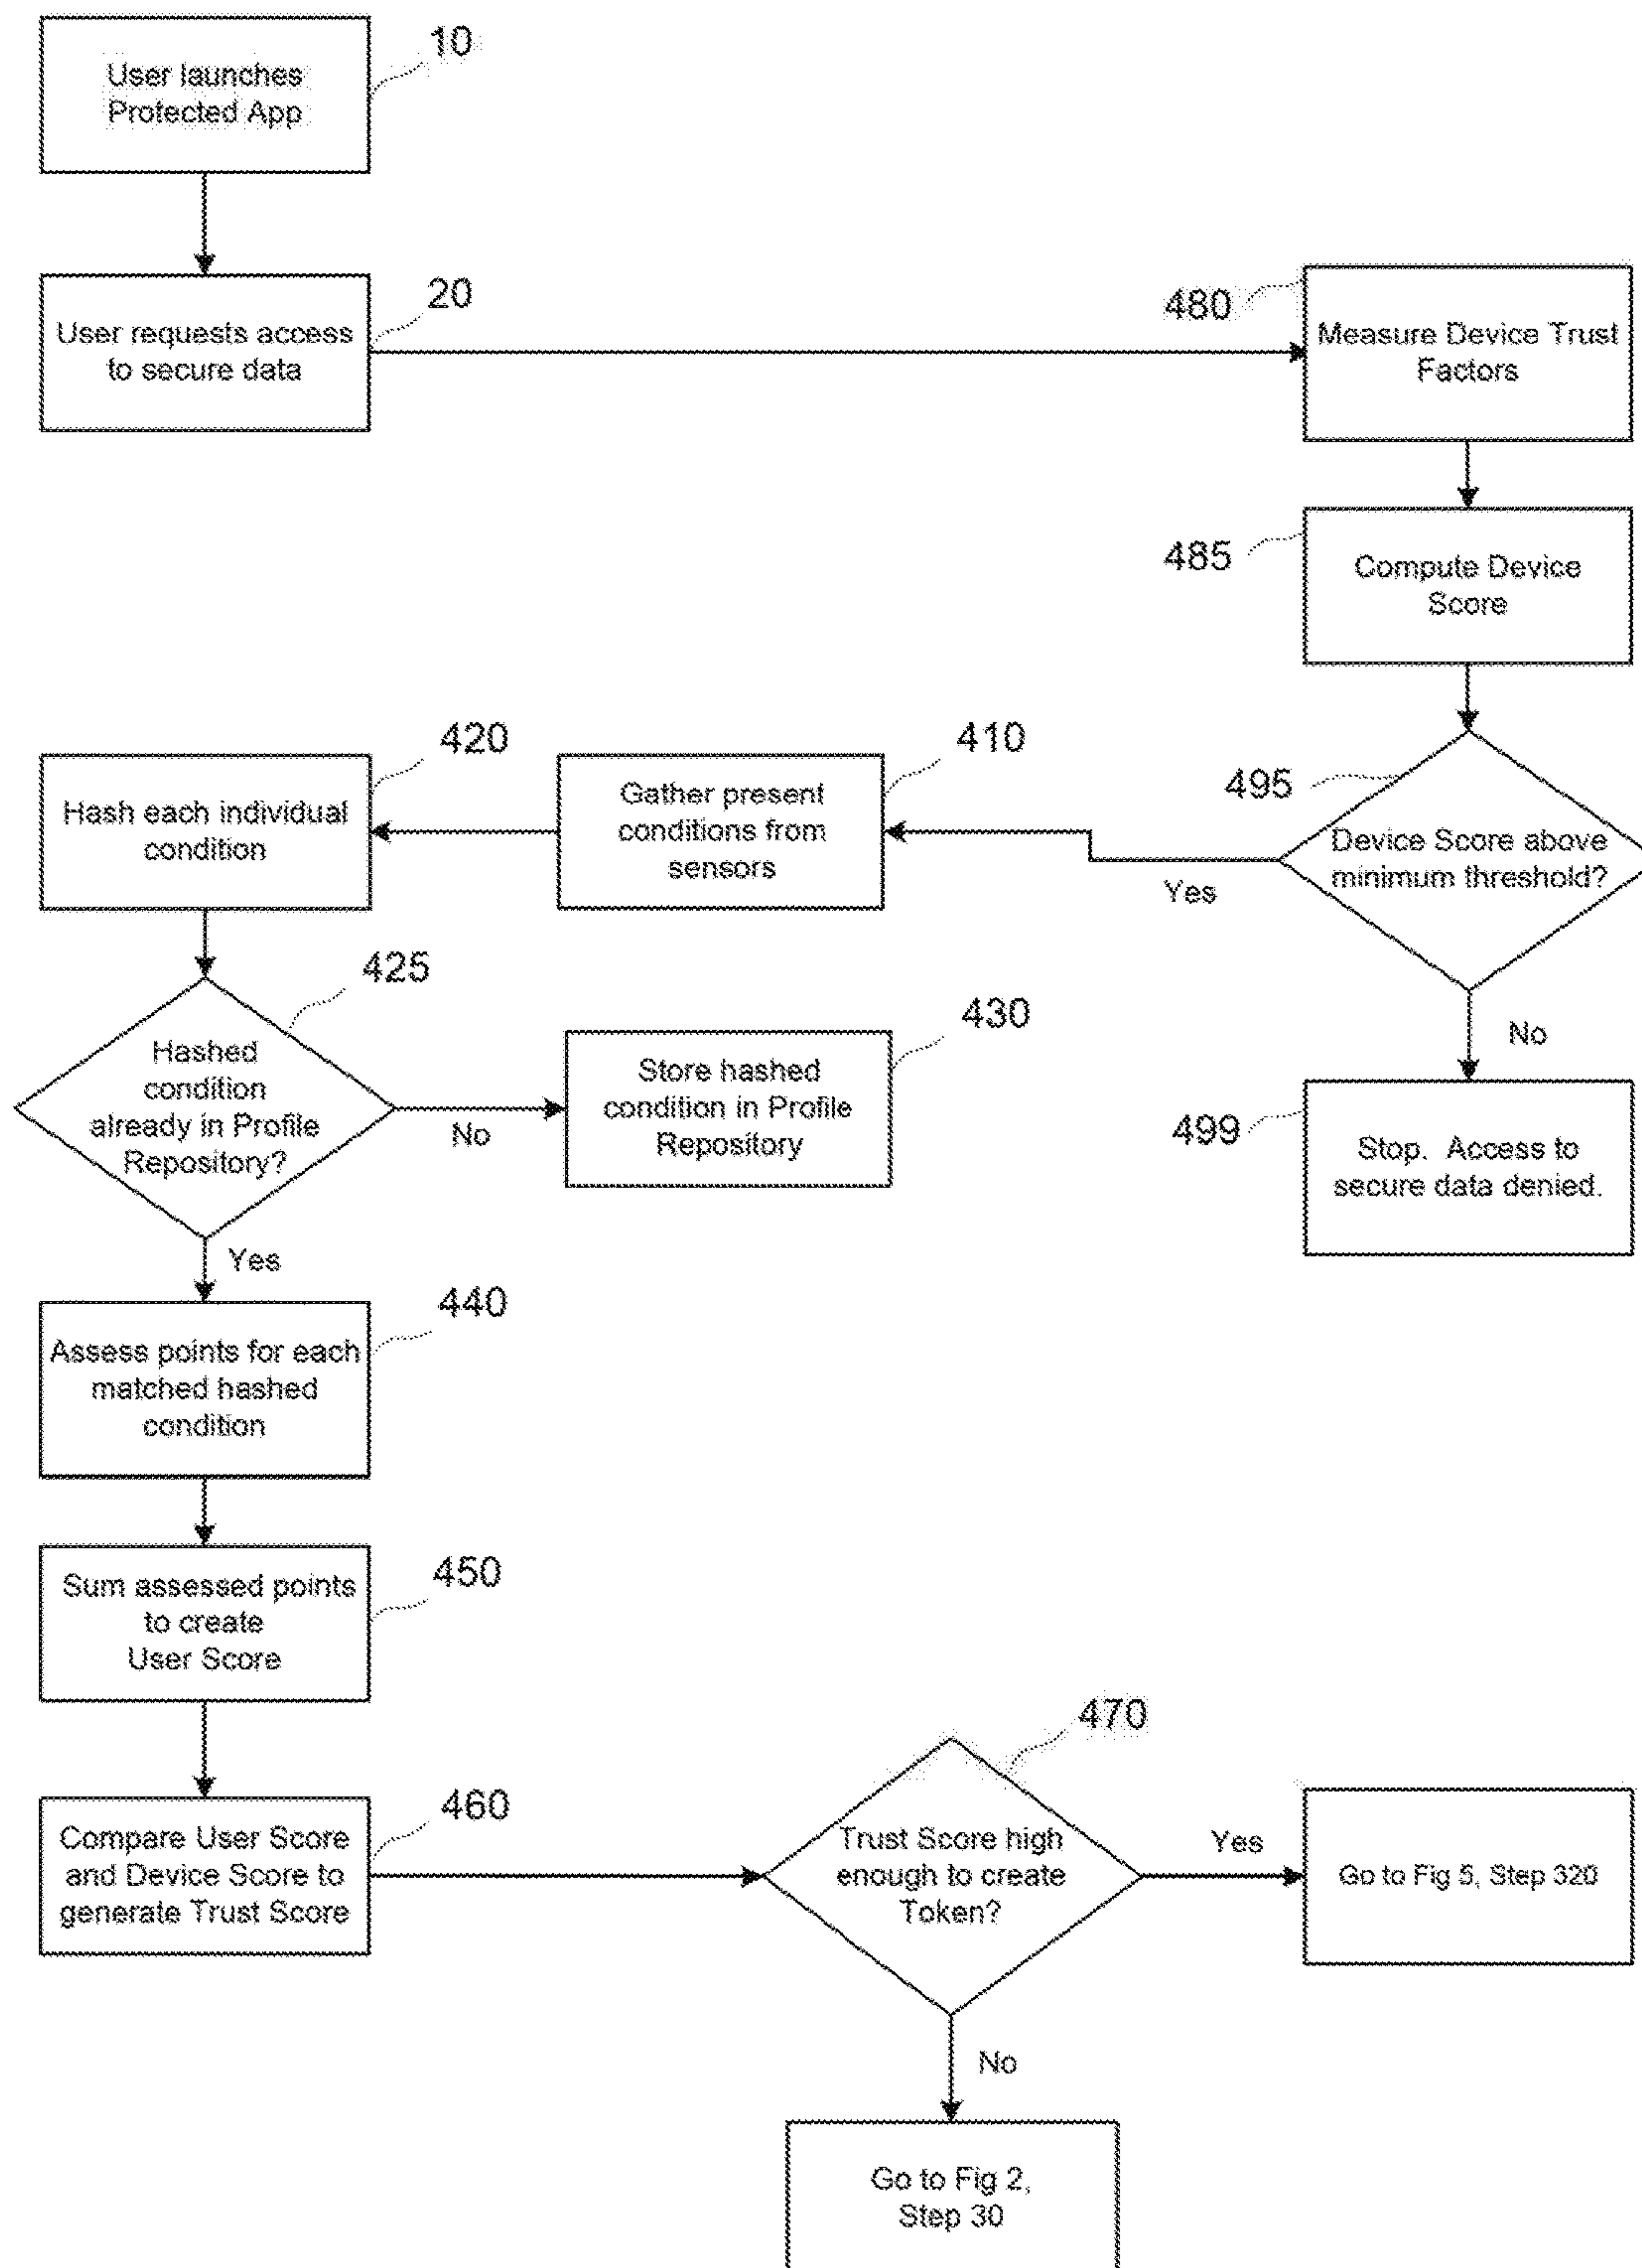 10
User launches
Protected App
20
User requests access
to secure data
480
Measure Device Trust
Factors
485
Compute Device
Score
495
Device Score above
minimum threshold?
Yes
No
499
Stop. Access to
secure data denied.
410
Gather present
conditions from
sensors
420
Hash each individual
condition
425
Hashed
condition
already in Profile
Repository?
No
430
Store hashed
condition in Profile
Repository
Yes
440
Assess points for each
matched hashed
condition
450
Sum assessed points
to create
User Score
460
Compare User Score
and Device Score to
generate Trust Score
470
Trust Score high
enough to create
Token?
Yes
Go to Fig 5, Step 320
No
Go to Fig 2,
Step 30